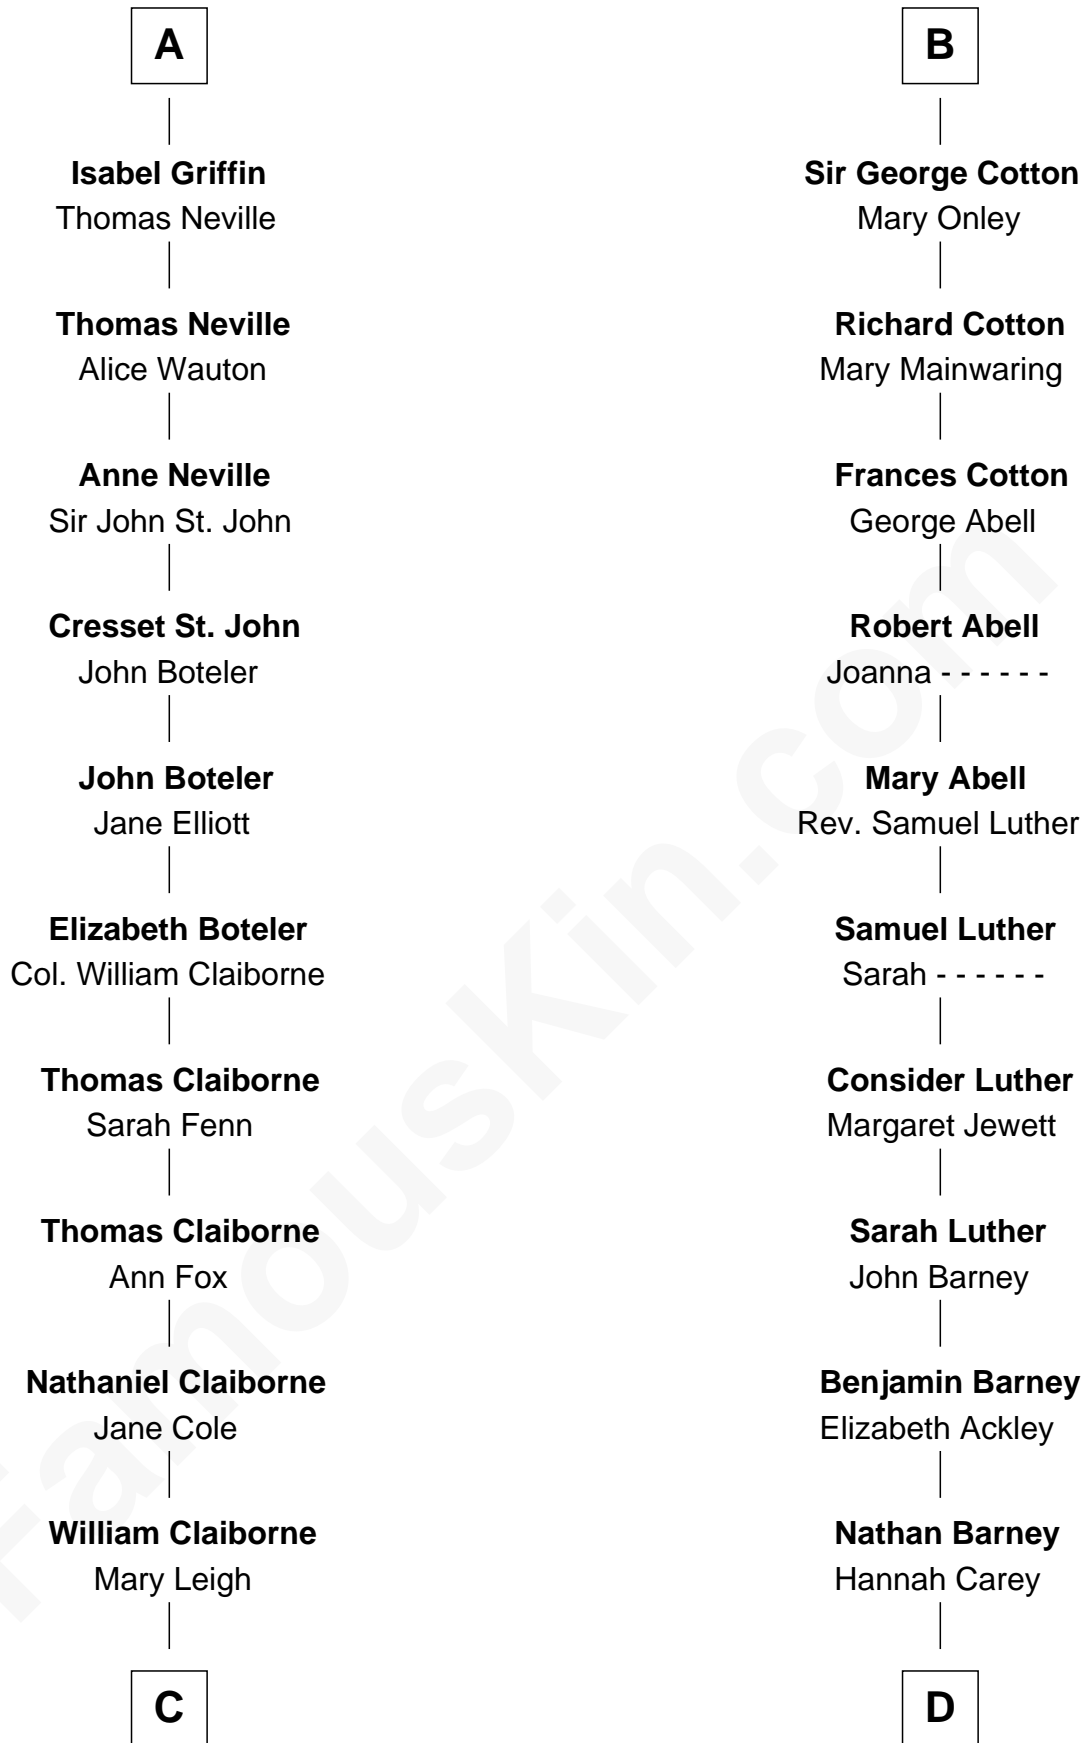 A
Isabel Griffin
Thomas Neville
Thomas Neville
Alice Wauton
Anne Neville
Sir John St. John
Cresset St. John
John Boteler
John Boteler
Jane Elliott
Elizabeth Boteler
Col. William Claiborne
Thomas Claiborne
Sarah Fenn
Thomas Claiborne
Ann Fox
Nathaniel Claiborne
Jane Cole
William Claiborne
Mary Leigh
C
B
Sir George Cotton
Mary Onley
Richard Cotton
Mary Mainwaring
Frances Cotton
George Abell
Robert Abell
Joanna - - - - - -
Mary Abell
Rev. Samuel Luther
Samuel Luther
Sarah - - - - - -
Consider Luther
Margaret Jewett
Sarah Luther
John Barney
Benjamin Barney
Elizabeth Ackley
Nathan Barney
Hannah Carey
D
FamousKin.com